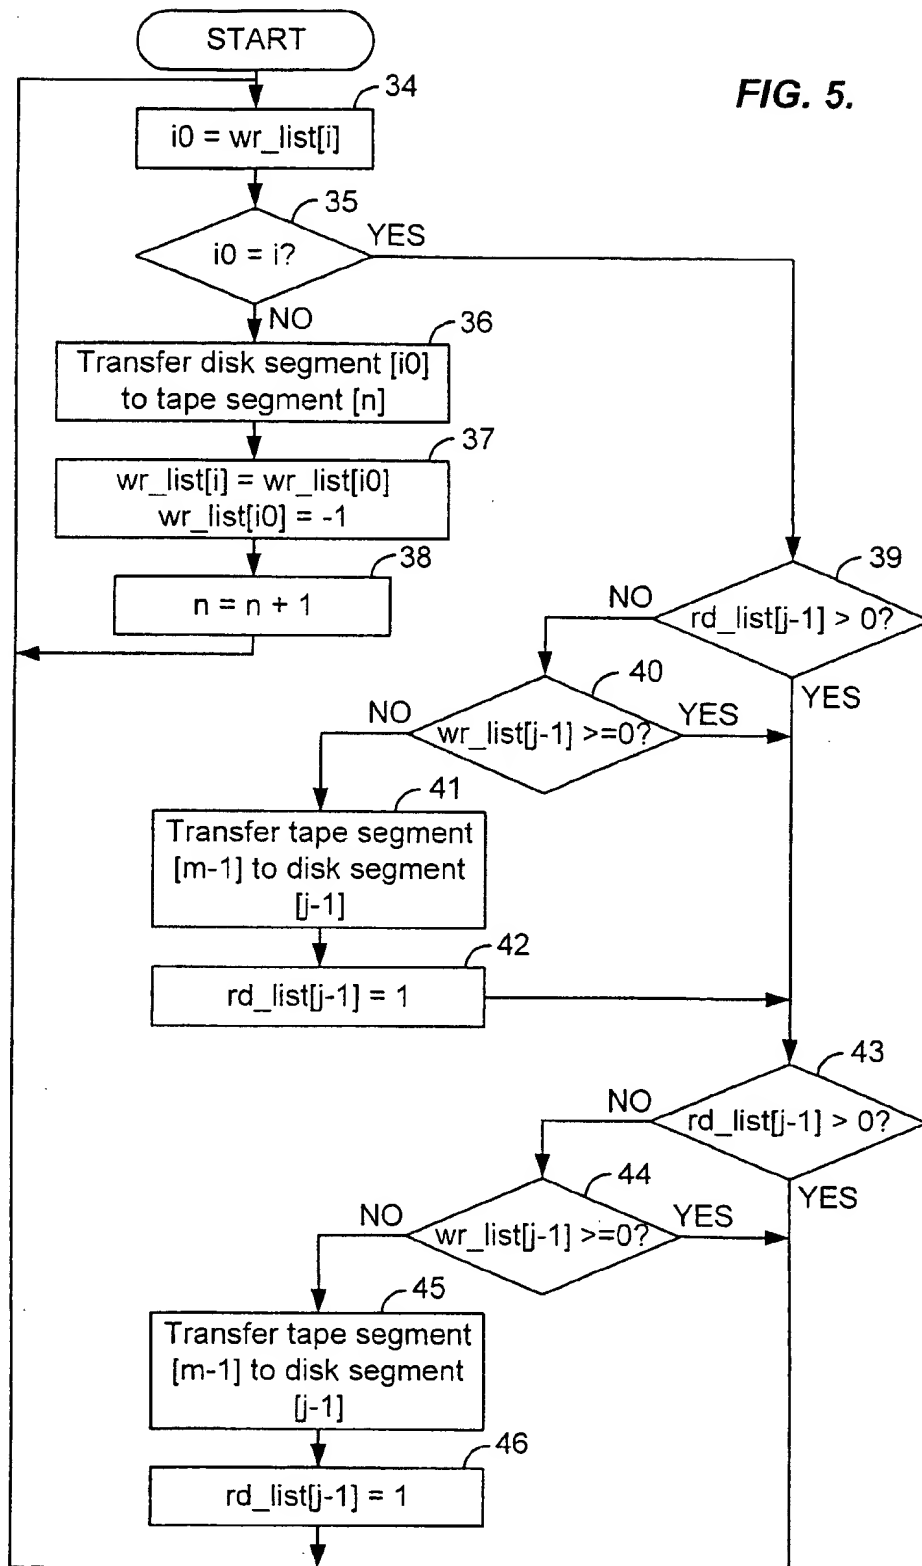 START
FIG. 5.
34
i0 = wr_list[i]
35
i0 = i?
YES
NO
36
Transfer disk segment [i0]
to tape segment [n]
37
wr_list[i] = wr_list[i0]
wr_list[i0] = -1
38
n = n + 1
39
rd_list[j-1] > 0?
NO
YES
40
wr_list[j-1] >=0?
NO
YES
41
Transfer tape segment
[m-1] to disk segment
[j-1]
42
rd_list[j-1] = 1
43
rd_list[j-1] > 0?
NO
YES
44
wr_list[j-1] >=0?
NO
YES
45
Transfer tape segment
[m-1] to disk segment
[j-1]
46
rd_list[j-1] = 1